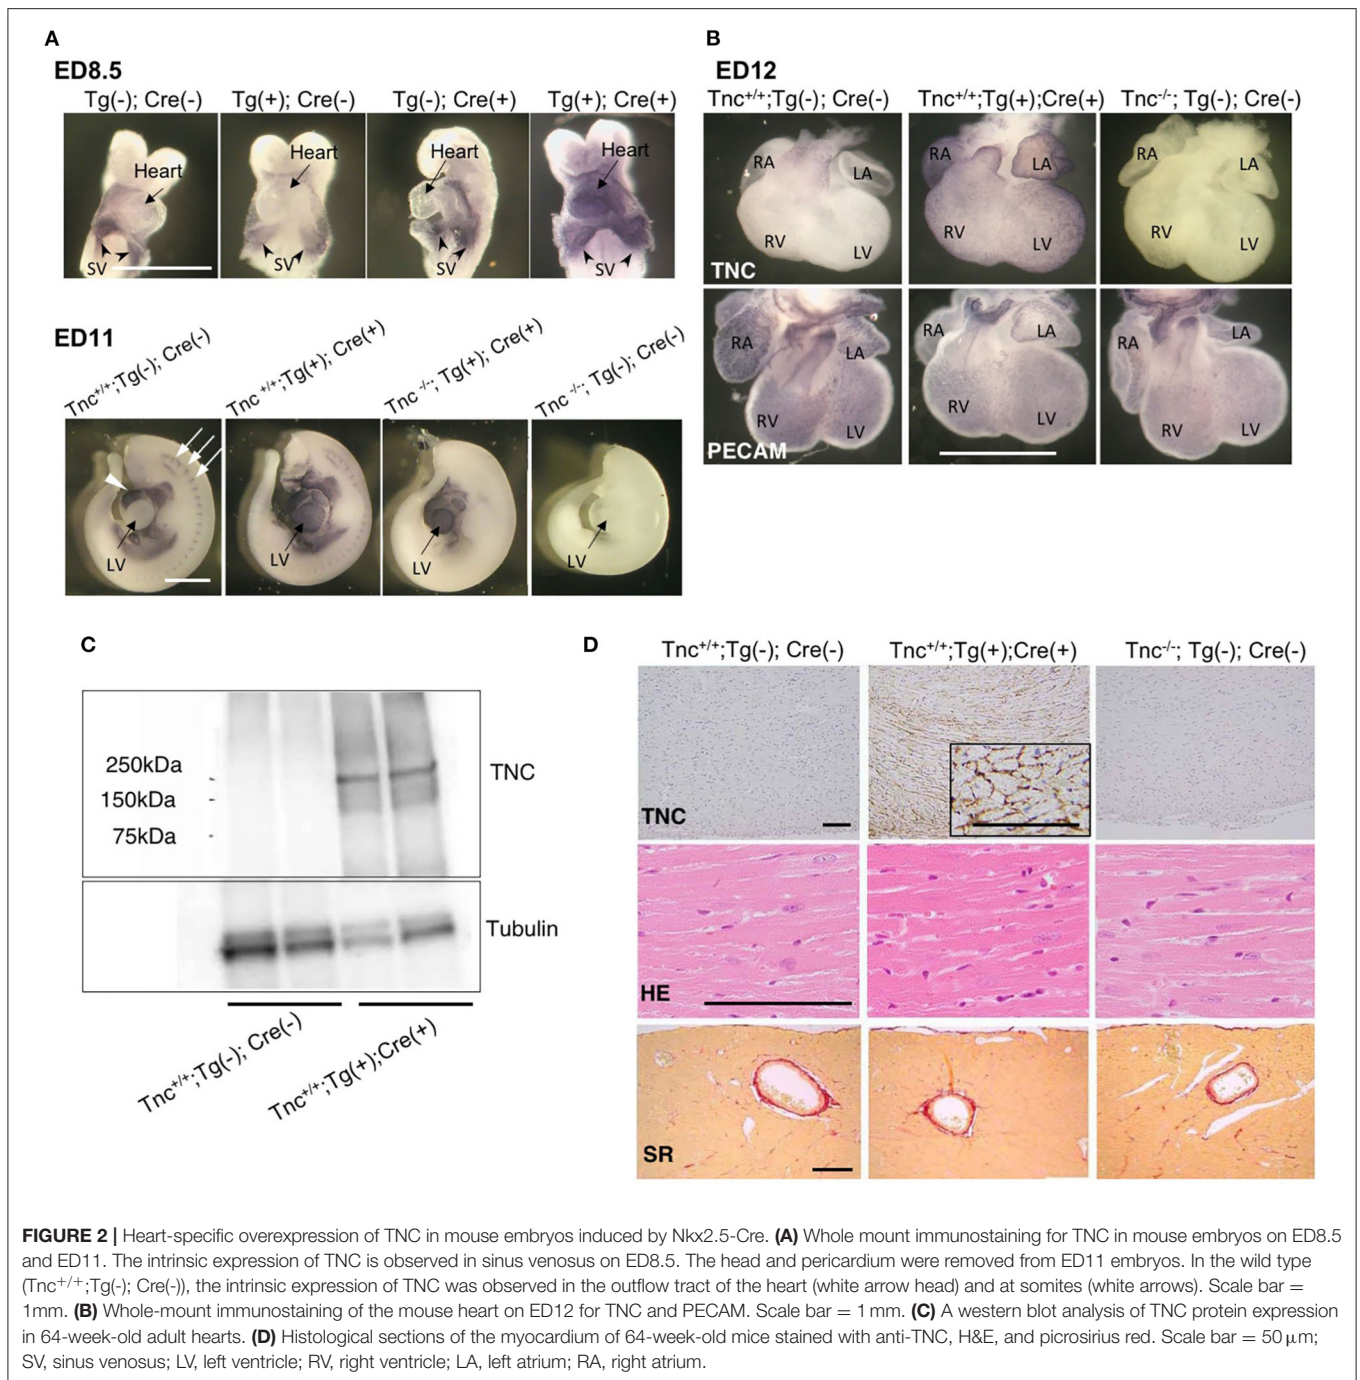 A
ED8.5
Tg(-); Cre(-)
Tg(+); Cre(-)
Tg(-); Cre(+)
Tg(+); Cre(+)
Heart
SV
Heart
SV
Heart
SV
Heart
SV
ED11
Tnc+/+;Tg(-); Cre(-)
Tnc+/+;Tg(+); Cre(+)
Tnc-/-; Tg(+); Cre(+)
Tnc-/-; Tg(-); Cre(-)
LV
LV
LV
LV
B
ED12
Tnc+/+;Tg(-); Cre(-)
Tnc+/+;Tg(+);Cre(+)
Tnc-/-; Tg(-); Cre(-)
RA
LA
RV
LV
TNC
RA
LA
RV
LV
RA
LA
RV
LV
RA
LA
RV
LV
PECAM
RA
LA
RV
LV
RA
LA
RV
LV
C
250kDa
150kDa
75kDa
TNC
Tubulin
Tnc+/+;Tg(-); Cre(-)
Tnc+/+;Tg(+);Cre(+)
D
Tnc+/+;Tg(-); Cre(-)
Tnc+/+;Tg(+);Cre(+)
Tnc-/-; Tg(-); Cre(-)
TNC
HE
SR
FIGURE 2 | Heart-specific overexpression of TNC in mouse embryos induced by Nkx2.5-Cre. (A) Whole mount immunostaining for TNC in mouse embryos on ED8.5
and ED11. The intrinsic expression of TNC is observed in sinus venosus on ED8.5. The head and pericardium were removed from ED11 embryos. In the wild type
(Tnc+/+;Tg(-); Cre(-)), the intrinsic expression of TNC was observed in the outflow tract of the heart (white arrow head) and at somites (white arrows). Scale bar =
1mm. (B) Whole-mount immunostaining of the mouse heart on ED12 for TNC and PECAM. Scale bar = 1 mm. (C) A western blot analysis of TNC protein expression
in 64-week-old adult hearts. (D) Histological sections of the myocardium of 64-week-old mice stained with anti-TNC, H&E, and picrosirius red. Scale bar = 50 μm;
SV, sinus venosus; LV, left ventricle; RV, right ventricle; LA, left atrium; RA, right atrium.